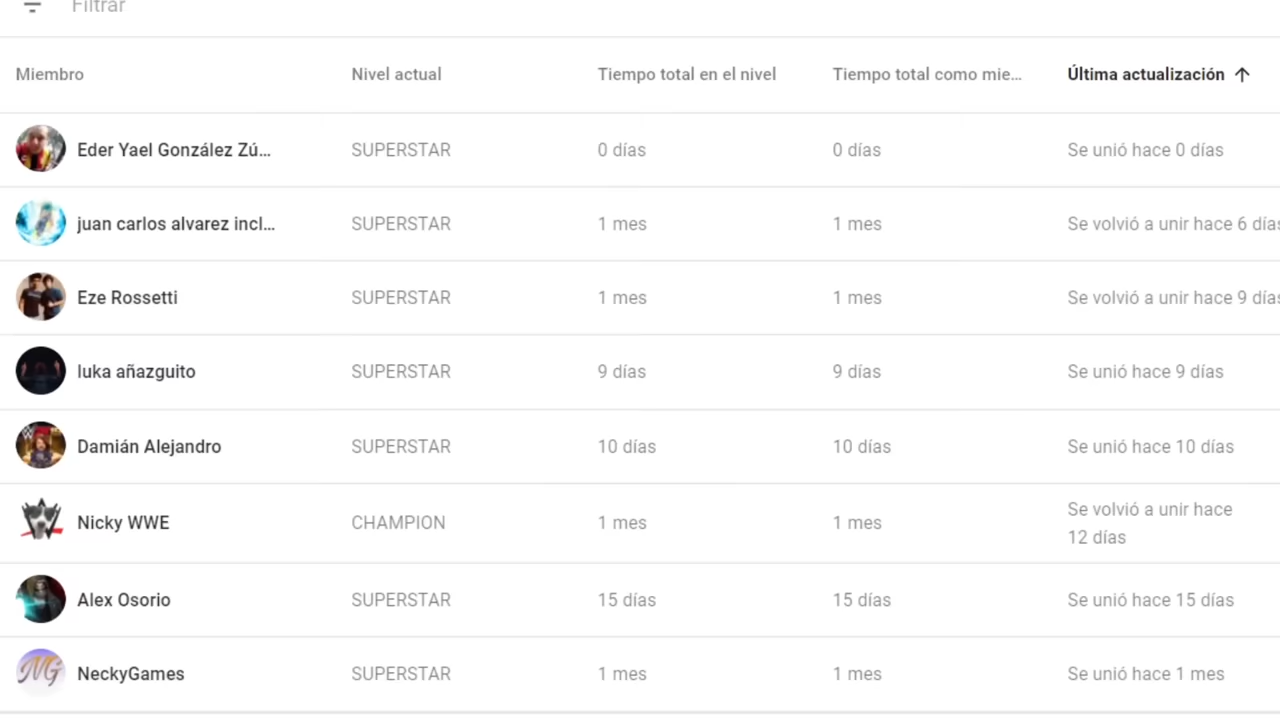 Filtrar
Miembro Nivel actual Tiempo total en el nivel Tiempo total como mie... Última actualización
Eder Yael González Zú... SUPERSTAR 0 días 0 días Se unió hace 0 días
juan carlos alvarez incl... SUPERSTAR 1 mes 1 mes Se volvió a unir hace 6 días
Eze Rossetti SUPERSTAR 1 mes 1 mes Se volvió a unir hace 9 días
luka añazguito SUPERSTAR 9 días 9 días Se unió hace 9 días
Damián Alejandro SUPERSTAR 10 días 10 días Se unió hace 10 días
Nicky WWE CHAMPION 1 mes 1 mes Se volvió a unir hace
12 días
Alex Osorio SUPERSTAR 15 días 15 días Se unió hace 15 días
NG
NeckyGames SUPERSTAR 1 mes 1 mes Se unió hace 1 mes